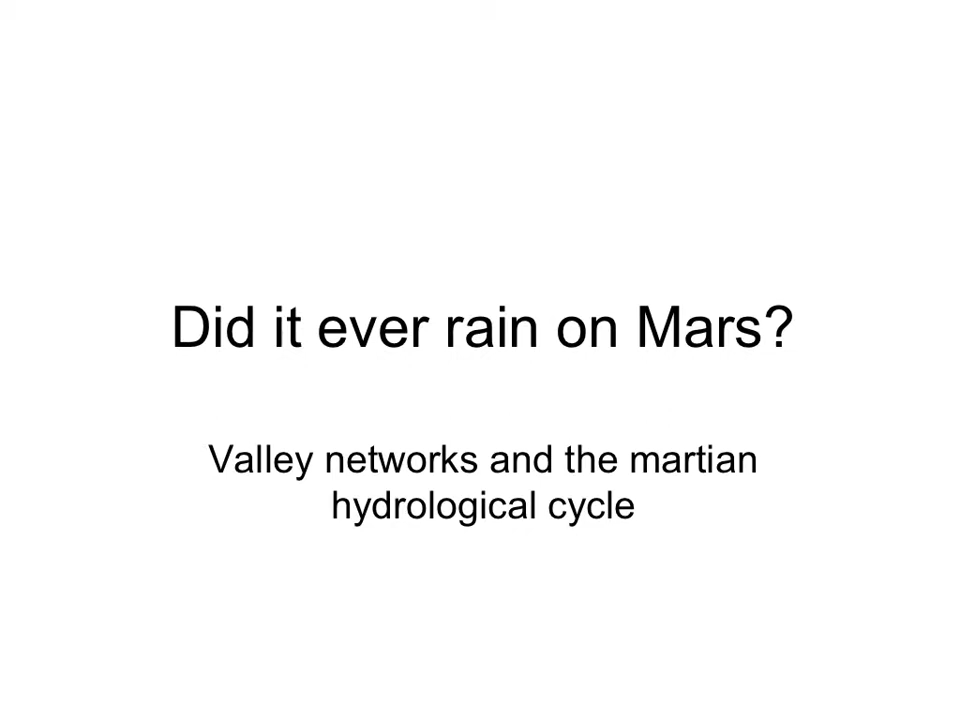 Did it ever rain on Mars?
Valley networks and the martian
hydrological cycle